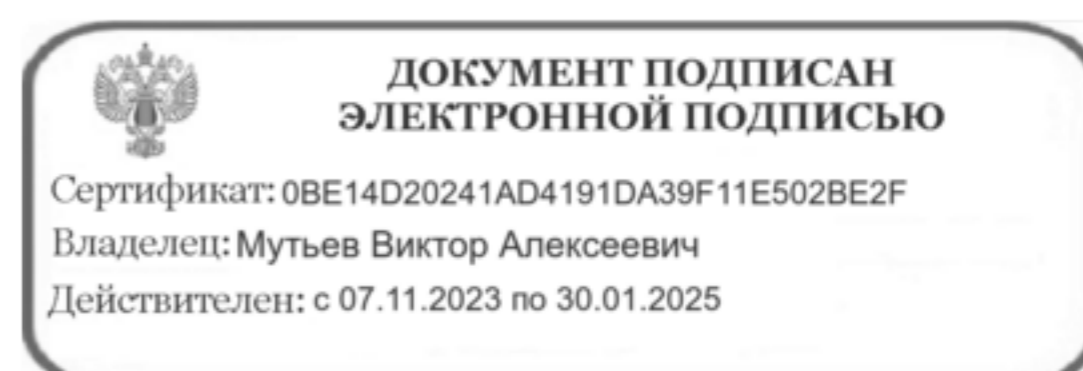 ДОКУМЕНТ ПОДПИСАН
ЭЛЕКТРОННОЙ ПОДПИСЬЮ
Сертификат: 0BE14D20241AD4191DA39F11E502BE2F
Владелец: Мутьев Виктор Алексеевич
Действителен: с 07.11.2023 по 30.01.2025